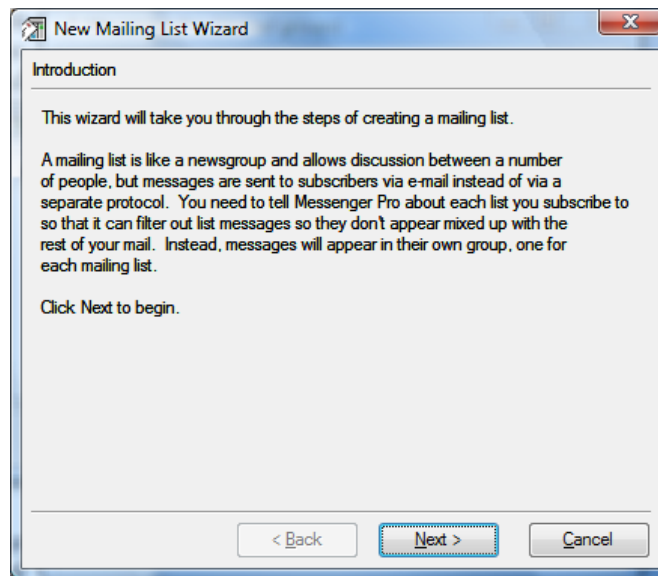 New Mailing List Wizard
X
Introduction
This wizard will take you through the steps of creating a mailing list.
A mailing list is like a newsgroup and allows discussion between a number
of people, but messages are sent to subscribers via e-mail instead of via a
separate protocol.  You need to tell Messenger Pro about each list you subscribe to
so that it can filter out list messages so they don't appear mixed up with the
rest of your mail.  Instead, messages will appear in their own group, one for
each mailing list.
Click Next to begin.
< Back
Next >
Cancel